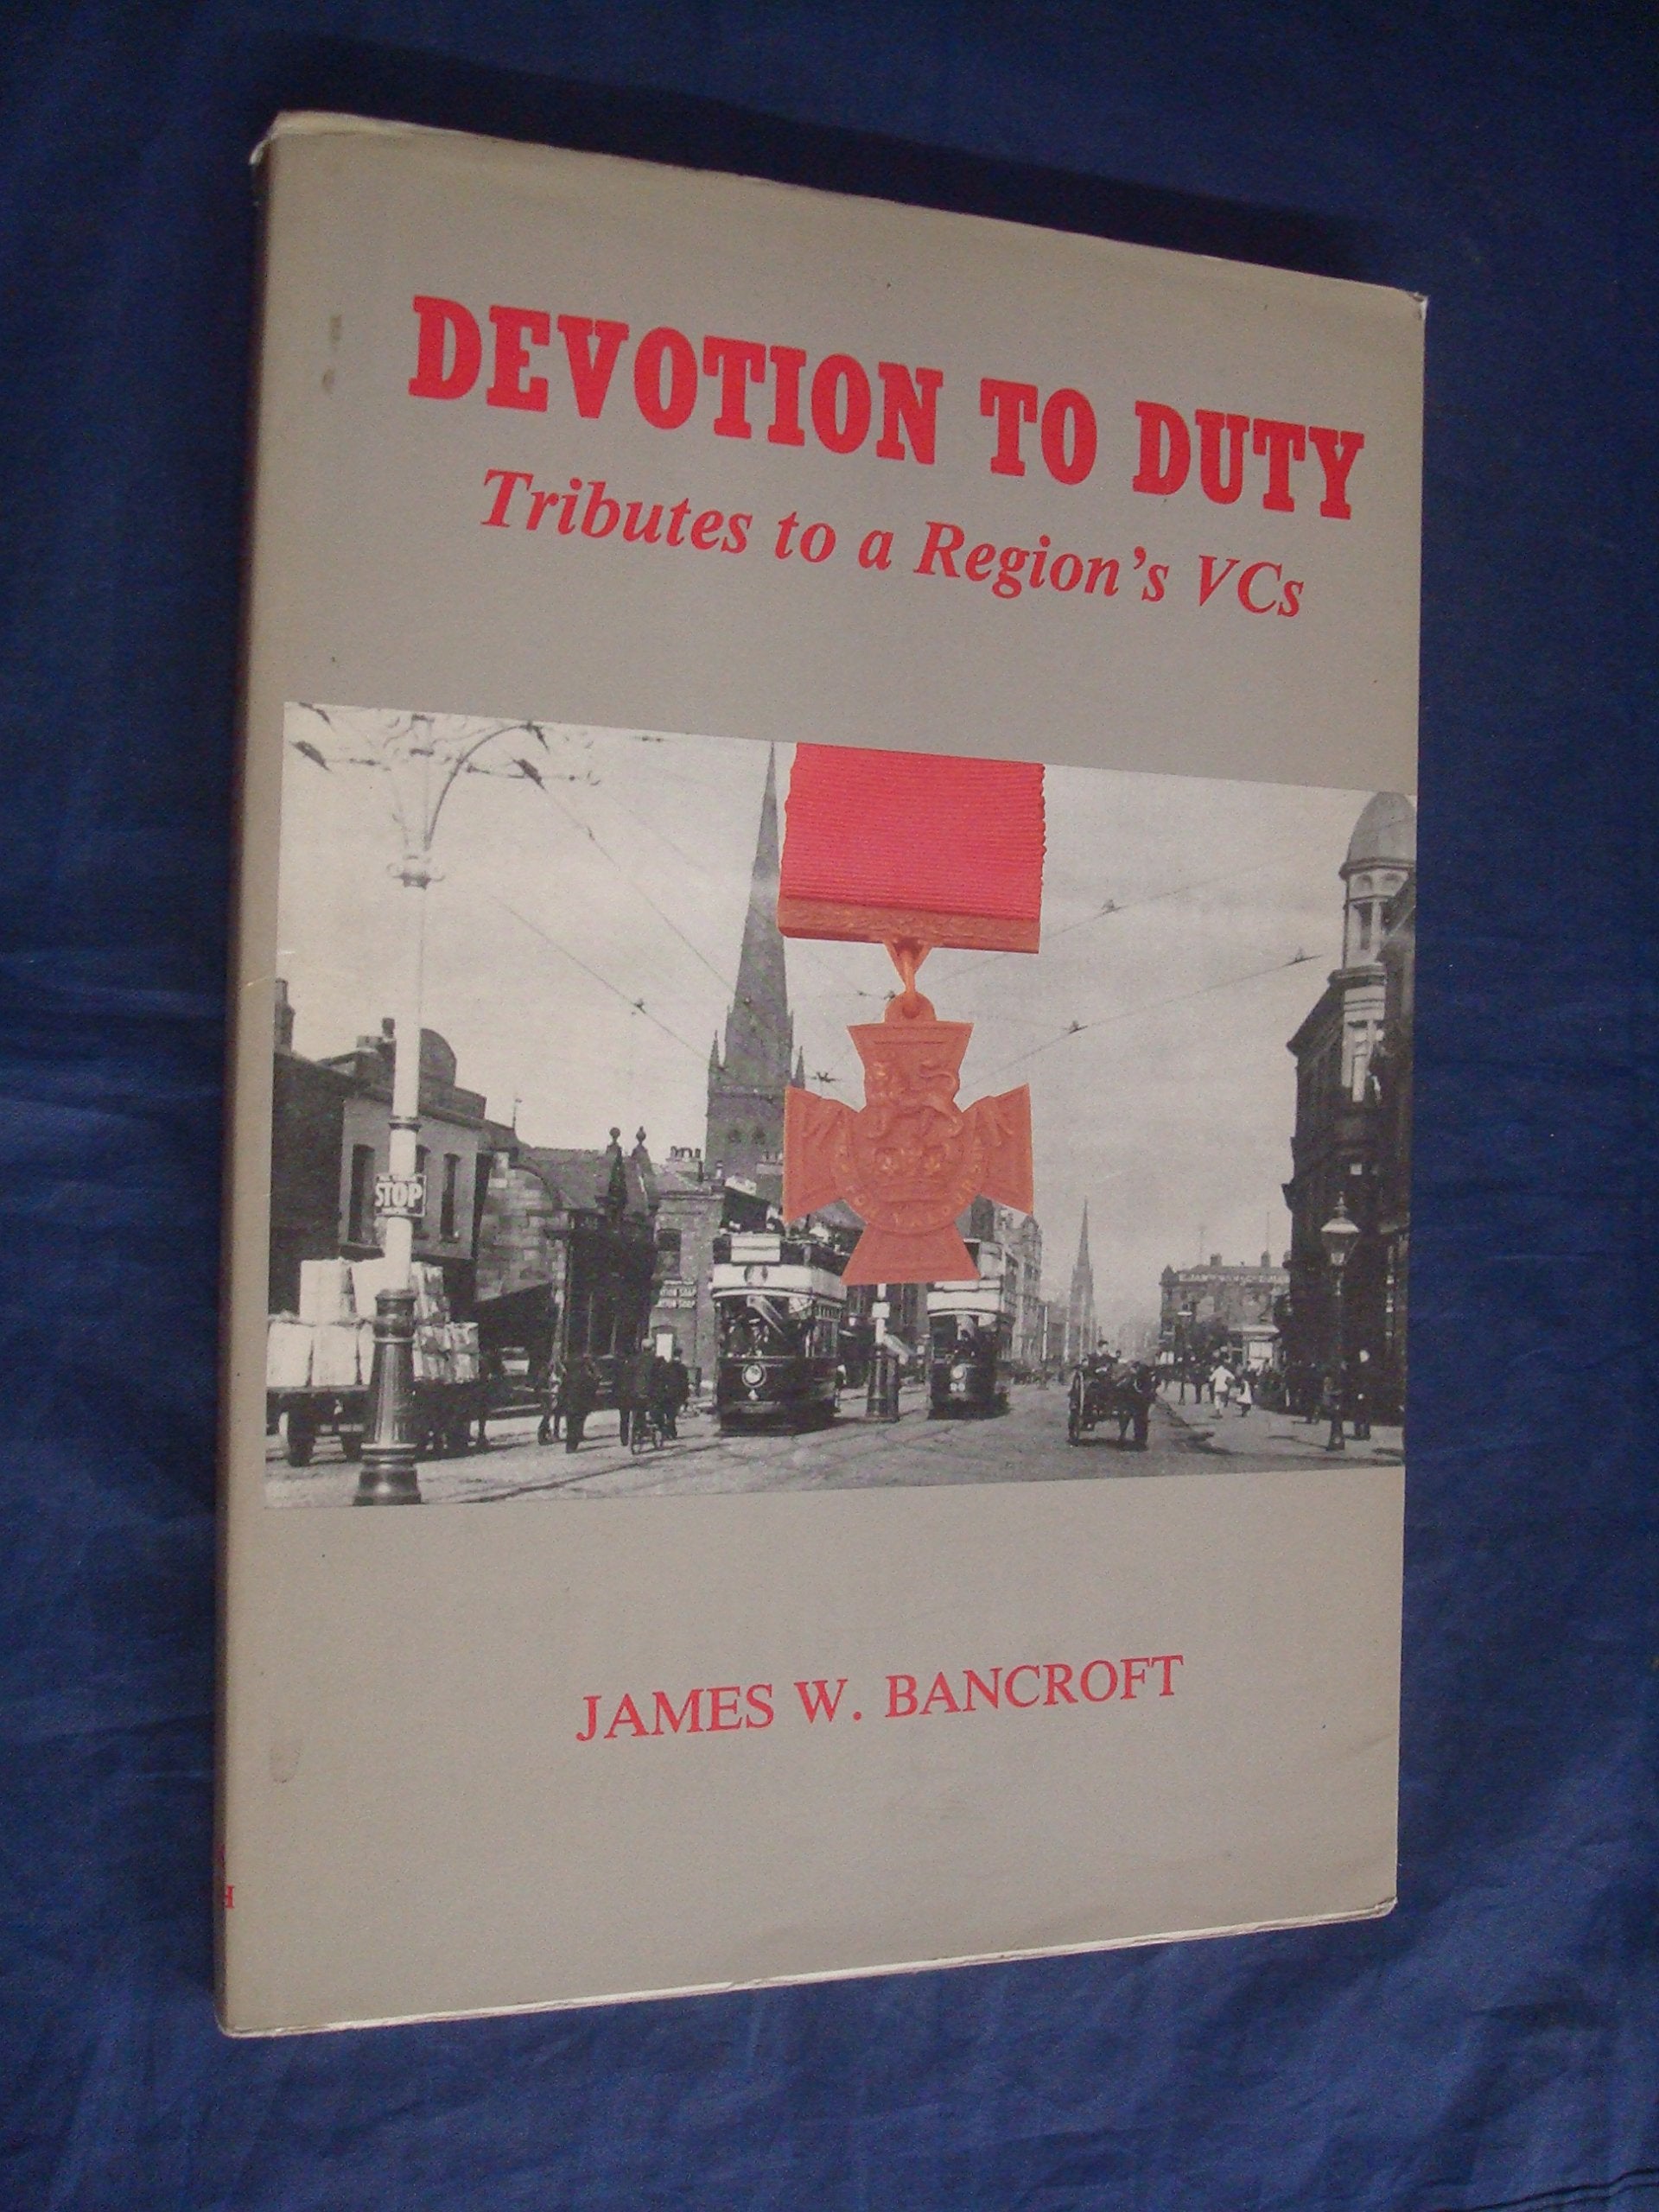 DEVOTION TO DUTY
Tributes to a Region's VCs
STOP
JAMES W. BANCROFT
H